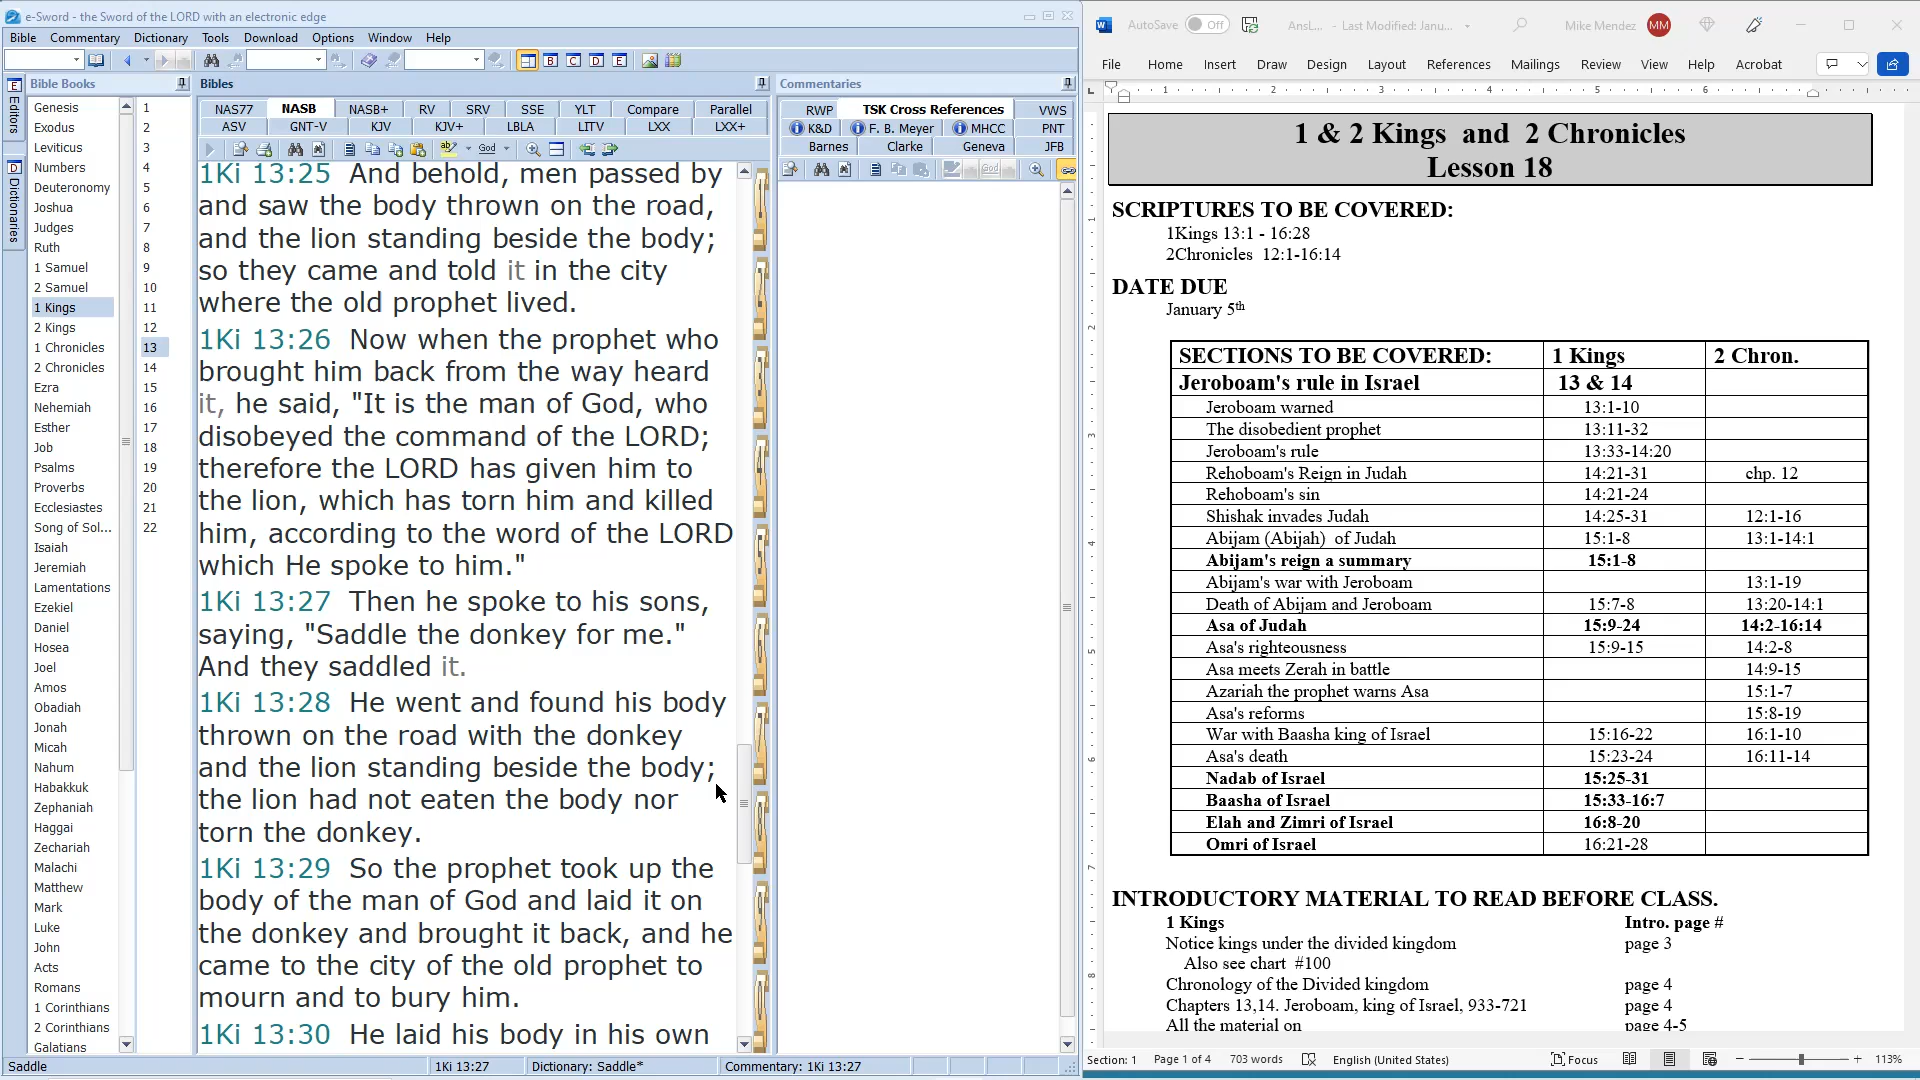 e-Sword - the Sword of the LORD with an electronic edge
Bible Commentary Dictionary Tools Download Options Window Help
Editors
Dictionaries
Bible Books
Genesis
Exodus
Leviticus
Numbers
Deuteronomy
Joshua
Judges
Ruth
1 Samuel
2 Samuel
1 Kings
2 Kings
1 Chronicles
2 Chronicles
Ezra
Nehemiah
Esther
Job
Psalms
Proverbs
Ecclesiastes
Song of Sol...
Isaiah
Jeremiah
Lamentations
Ezekiel
Daniel
Hosea
Joel
Amos
Obadiah
Jonah
Micah
Nahum
Habakkuk
Zephaniah
Haggai
Zechariah
Malachi
Matthew
Mark
Luke
John
Acts
Romans
1 Corinthians
2 Corinthians
Galatians
1
2
3
4
5
6
7
8
9
10
11
12
13
14
15
16
17
18
19
20
21
22
Bibles
NAS77 NASB NASB+ RV SRV SSE YLT Compare Parallel
ASV GNT-V KJV KJV+ LBLA LITV LXX LXX+
1Ki 13:25 And behold, men passed by
and saw the body thrown on the road,
and the lion standing beside the body;
so they came and told it in the city
where the old prophet lived.
1Ki 13:26 Now when the prophet who
brought him back from the way heard
it, he said, "It is the man of God, who
disobeyed the command of the LORD;
therefore the LORD has given him to
the lion, which has torn him and killed
him, according to the word of the LORD
which He spoke to him."
1Ki 13:27 Then he spoke to his sons,
saying, "Saddle the donkey for me."
And they saddled it.
1Ki 13:28 He went and found his body
thrown on the road with the donkey
and the lion standing beside the body;
the lion had not eaten the body nor
torn the donkey.
1Ki 13:29 So the prophet took up the
body of the man of God and laid it on
the donkey and brought it back, and he
came to the city of the old prophet to
mourn and to bury him.
1Ki 13:30 He laid his body in his own
Commentaries
RWP TSK Cross References VWS
K&D F. B. Meyer MHCC PNT
Barnes Clarke Geneva JFB
Saddle 1Ki 13:27 Dictionary: Saddle* Commentary: 1Ki 13:27
AutoSave Off AnsL... - Last Modified: Janu... Mike Mendez MM
File Home Insert Draw Design Layout References Mailings Review View Help Acrobat
1 & 2 Kings and 2 Chronicles
Lesson 18
SCRIPTURES TO BE COVERED:
1Kings 13:1 - 16:28
2Chronicles 12:1-16:14
DATE DUE
January 5th
SECTIONS TO BE COVERED: 1 Kings 2 Chron.
Jeroboam's rule in Israel 13 & 14
Jeroboam warned 13:1-10
The disobedient prophet 13:11-32
Jeroboam's rule 13:33-14:20
Rehoboam's Reign in Judah 14:21-31 chp. 12
Rehoboam's sin 14:21-24
Shishak invades Judah 14:25-31 12:1-16
Abijam (Abijah) of Judah 15:1-8 13:1-14:1
Abijam's reign a summary 15:1-8
Abijam's war with Jeroboam 13:1-19
Death of Abijam and Jeroboam 15:7-8 13:20-14:1
Asa of Judah 15:9-24 14:2-16:14
Asa's righteousness 15:9-15 14:2-8
Asa meets Zerah in battle 14:9-15
Azariah the prophet warns Asa 15:1-7
Asa's reforms 15:8-19
War with Baasha king of Israel 15:16-22 16:1-10
Asa's death 15:23-24 16:11-14
Nadab of Israel 15:25-31
Baasha of Israel 15:33-16:7
Elah and Zimri of Israel 16:8-20
Omri of Israel 16:21-28
INTRODUCTORY MATERIAL TO READ BEFORE CLASS.
1 Kings Intro. page #
Notice kings under the divided kingdom page 3
Also see chart #100
Chronology of the Divided kingdom page 4
Chapters 13,14. Jeroboam, king of Israel, 933-721 page 4
All the material on page 4-5
Section: 1 Page 1 of 4 703 words English (United States) Focus 113%